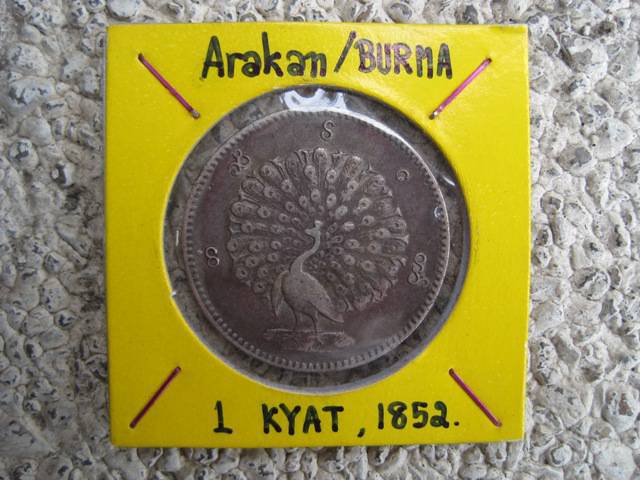 Arakan/BURMA
1 KYAT, 1852.